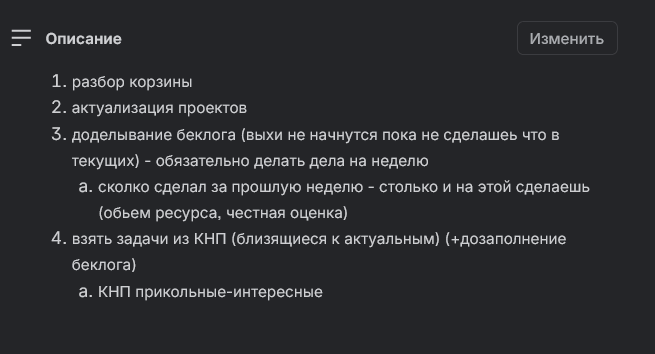 Описание
Изменить
1. разбор корзины
2. актуализация проектов
3. доделывание беклога (выхи не начнутся пока не сделашеь что в
текущих) - обязательно делать дела на неделю
a. сколко сделал за прошлую неделю - столько и на этой сделаешь
(обьем ресурса, честная оценка)
4. взять задачи из КНП (близящиеся к актуальным) (+дозаполнение
беклога)
a. КНП прикольные-интересные